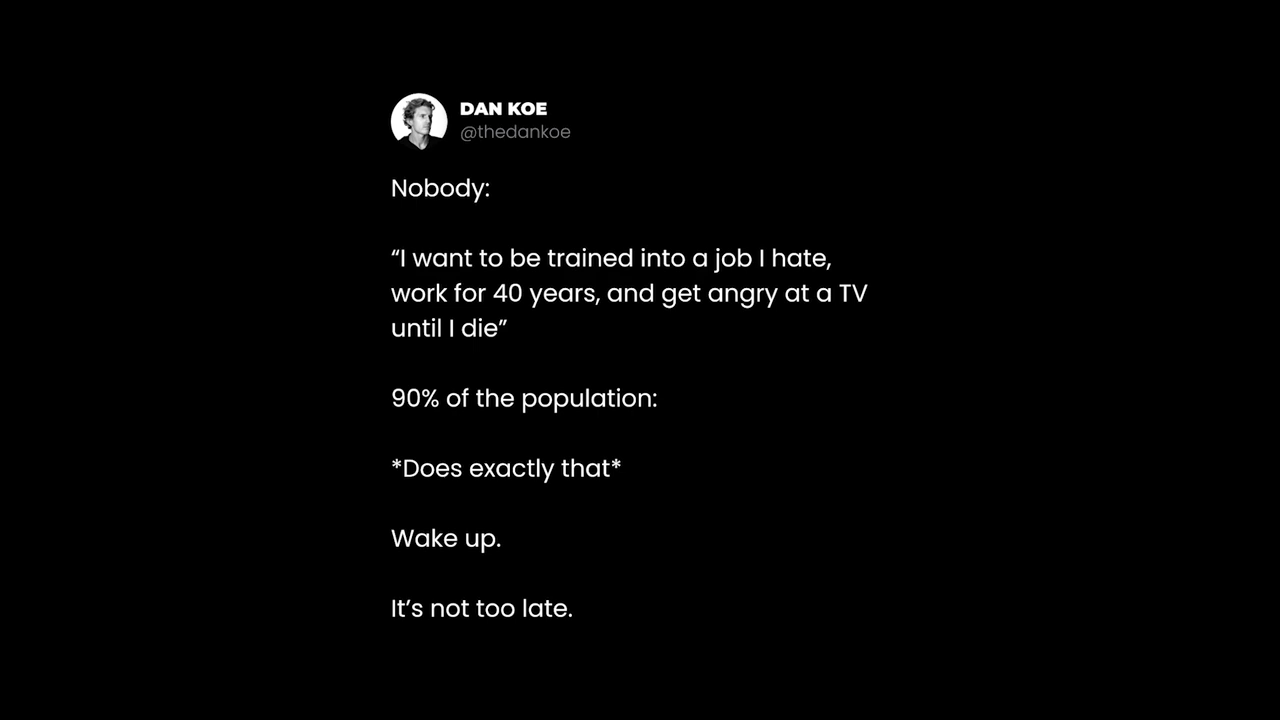 DAN KOE
@thedankoe
Nobody:
“I want to be trained into a job I hate,
work for 40 years, and get angry at a TV
until I die”
90% of the population:
*Does exactly that*
Wake up.
It’s not too late.